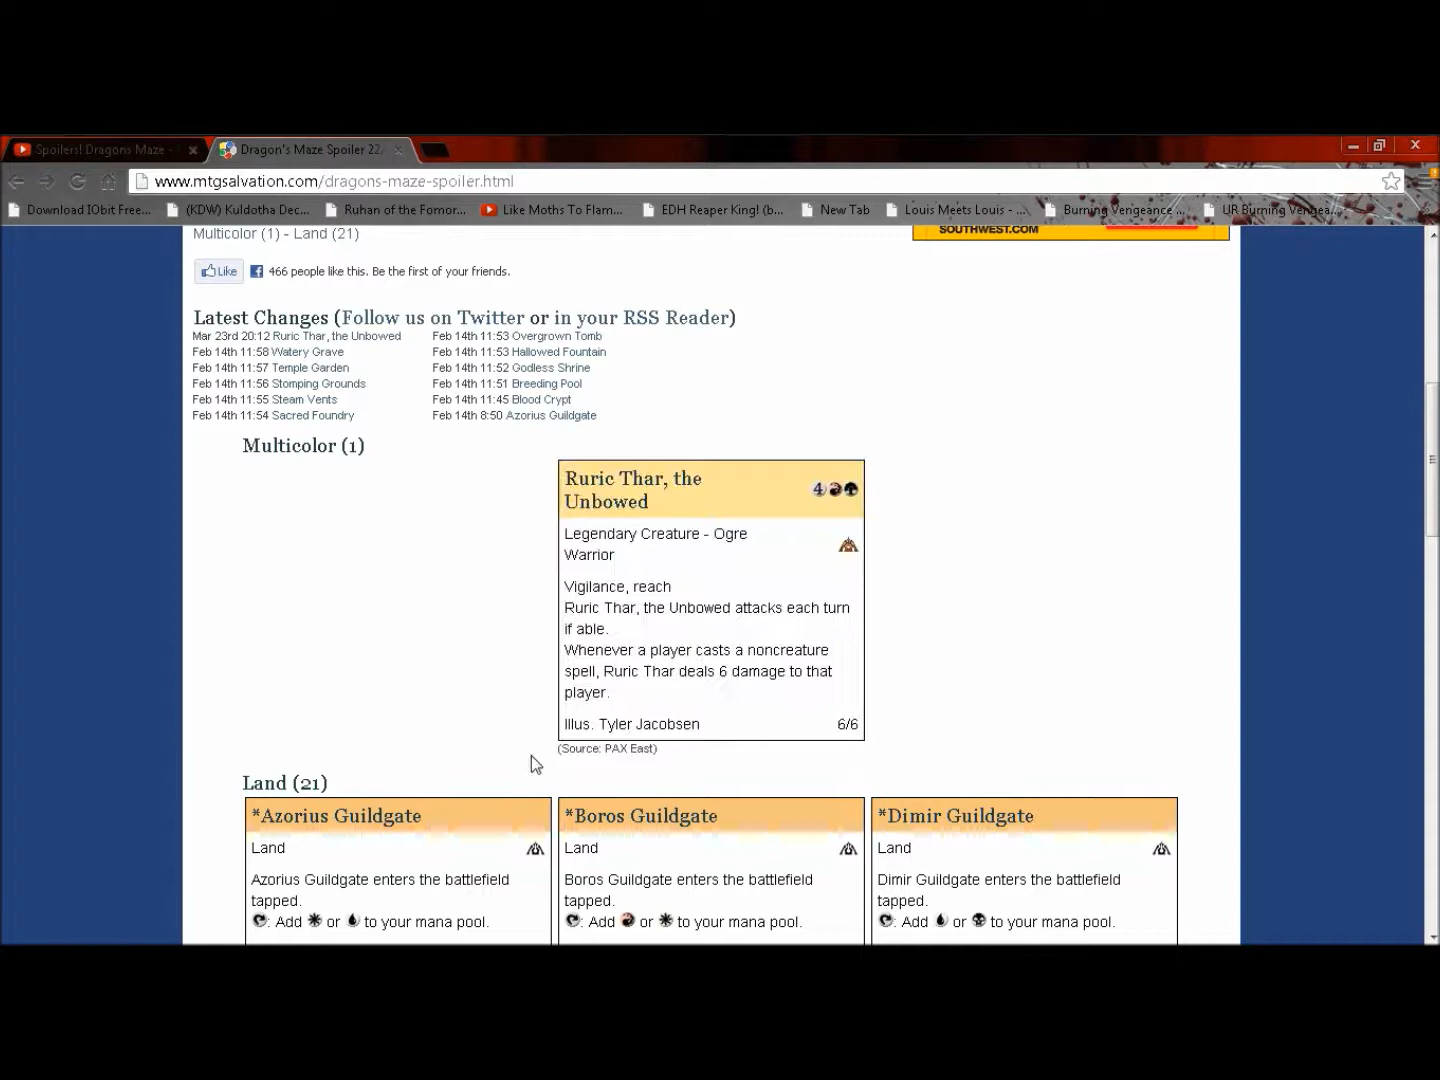 Spoilers! Dragons Maze -
Dragon's Maze Spoiler 22
www.mtgsalvation.com/dragons-maze-spoiler.html
Download IObit Free...
(KDW) Kuldotha Dec...
Ruhan of the Fomor...
Like Moths To Flam...
EDH Reaper King! (b...
New Tab
Louis Meets Louis - ...
Burning Vengeance ...
UR Burning Vengea...
Multicolor (1) - Land (21)
SOUTHWEST.COM
Like
466 people like this. Be the first of your friends.
Latest Changes (Follow us on Twitter or in your RSS Reader)
Mar 23rd 20:12 Ruric Thar, the Unbowed
Feb 14th 11:58 Watery Grave
Feb 14th 11:57 Temple Garden
Feb 14th 11:56 Stomping Grounds
Feb 14th 11:55 Steam Vents
Feb 14th 11:54 Sacred Foundry
Feb 14th 11:53 Overgrown Tomb
Feb 14th 11:53 Hallowed Fountain
Feb 14th 11:52 Godless Shrine
Feb 14th 11:51 Breeding Pool
Feb 14th 11:45 Blood Crypt
Feb 14th 8:50 Azorius Guildgate
Multicolor (1)
Ruric Thar, the
Unbowed
4
Legendary Creature - Ogre
Warrior
Vigilance, reach
Ruric Thar, the Unbowed attacks each turn
if able.
Whenever a player casts a noncreature
spell, Ruric Thar deals 6 damage to that
player.
Illus. Tyler Jacobsen 6/6
(Source: PAX East)
Land (21)
*Azorius Guildgate
Land
Azorius Guildgate enters the battlefield
tapped.
: Add or to your mana pool.
*Boros Guildgate
Land
Boros Guildgate enters the battlefield
tapped.
: Add or to your mana pool.
*Dimir Guildgate
Land
Dimir Guildgate enters the battlefield
tapped.
: Add or to your mana pool.